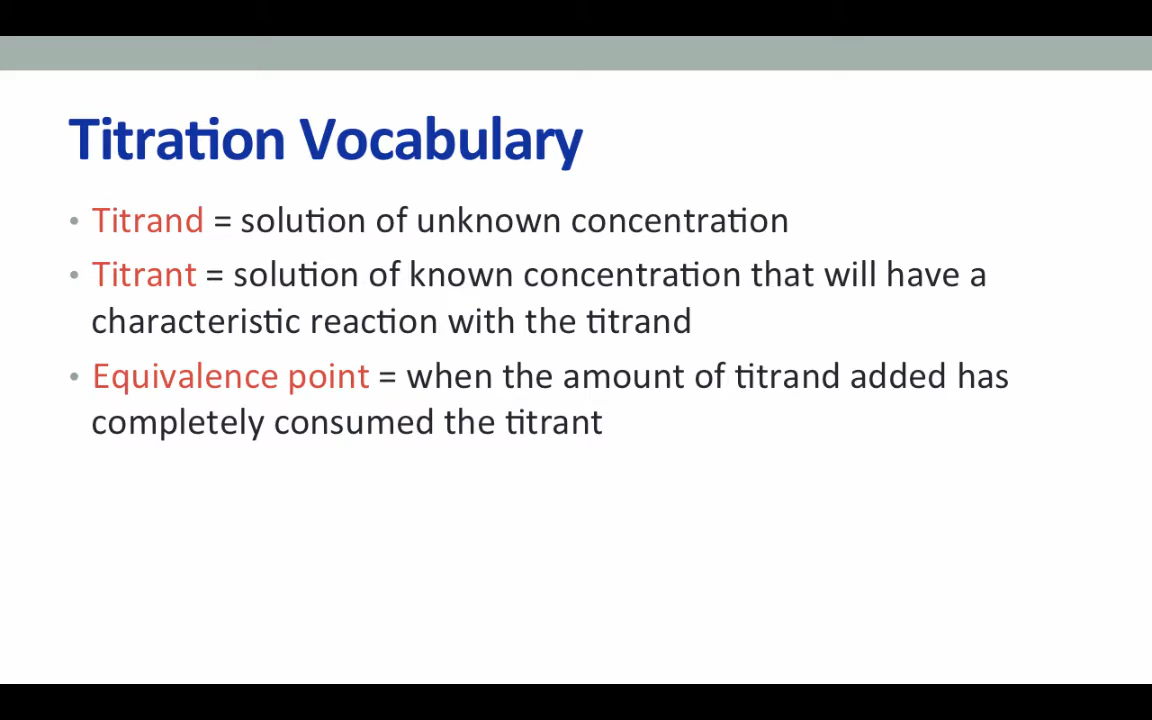 Titration Vocabulary
• Titrand = solution of unknown concentration
• Titrant = solution of known concentration that will have a
characteristic reaction with the titrand
• Equivalence point = when the amount of titrand added has
completely consumed the titrant